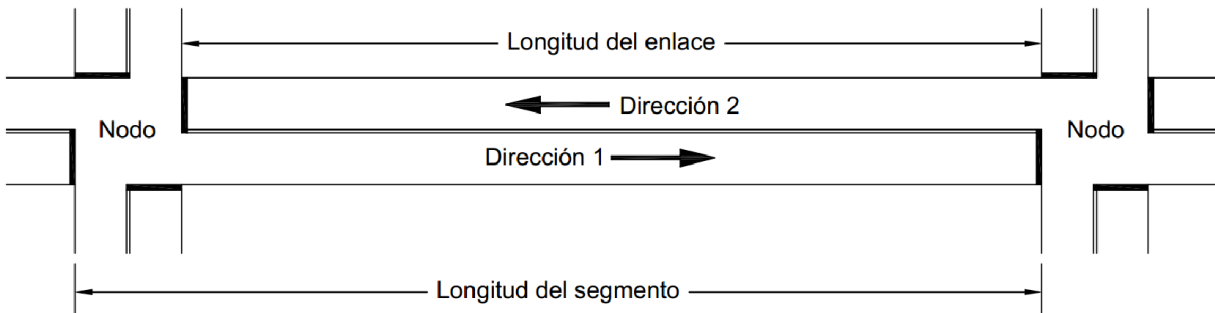 Longitud del enlace
Dirección 2
Nodo
Nodo
Dirección 1
Longitud del segmento